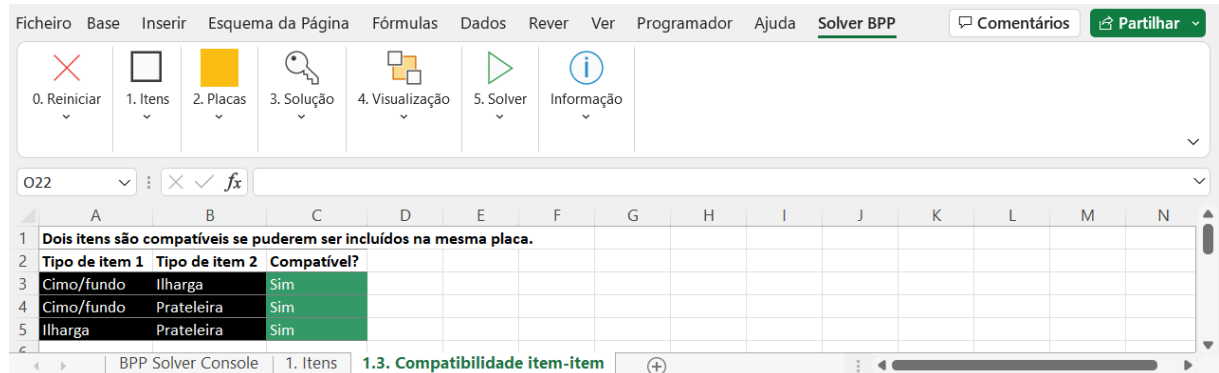 Ficheiro Base Inserir Esquema da Página Fórmulas Dados Rever Ver Programador Ajuda Solver BPP Comentários Partilhar
0. Reiniciar 1. Itens 2. Placas 3. Solução 4. Visualização 5. Solver Informação
O22 fx
A B C D E F G H I J K L M N
1 Dois itens são compatíveis se puderem ser incluídos na mesma placa.
2 Tipo de item 1 Tipo de item 2 Compatível?
3 Cimo/fundo Ilharga Sim
4 Cimo/fundo Prateleira Sim
5 Ilharga Prateleira Sim
6
BPP Solver Console 1. Itens 1.3. Compatibilidade item-item